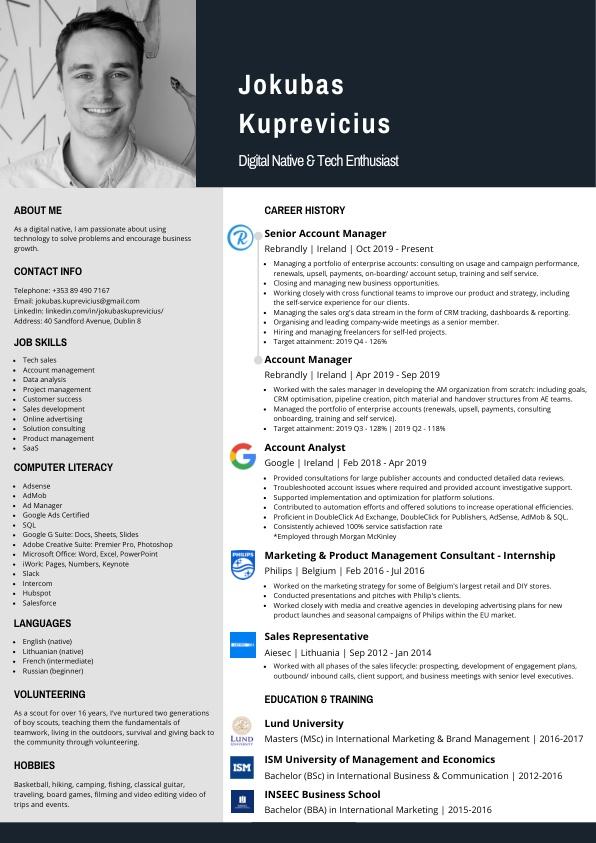 Jokubas
Kuprevicius
Digital Native & Tech Enthusiast
ABOUT ME
As a digital native, I am passionate about using
technology to solve problems and encourage business
growth.
CONTACT INFO
Telephone: +353 89 490 7167
Email: jokubas.kuprevicius@gmail.com
LinkedIn: linkedin.com/in/jokubaskuprevicius/
Address: 40 Sandford Avenue, Dublin 8
JOB SKILLS
Tech sales
Account management
Data analysis
Project management
Customer success
Sales development
Online advertising
Solution consulting
Product management
SaaS
COMPUTER LITERACY
Adsense
AdMob
Ad Manager
Google Ads Certified
SQL
Google G Suite: Docs, Sheets, Slides
Adobe Creative Suite: Premier Pro, Photoshop
Microsoft Office: Word, Excel, PowerPoint
iWork: Pages, Numbers, Keynote
Slack
Intercom
Hubspot
Salesforce
LANGUAGES
English (native)
Lithuanian (native)
French (intermediate)
Russian (beginner)
VOLUNTEERING
As a scout for over 16 years, I've nurtured two generations
of boy scouts, teaching them the fundamentals of
teamwork, living in the outdoors, survival and giving back to
the community through volunteering.
HOBBIES
Basketball, hiking, camping, fishing, classical guitar,
traveling, board games, filming and video editing video of
trips and events.
CAREER HISTORY
R
Senior Account Manager
Rebrandly | Ireland | Oct 2019 - Present
Managing a portfolio of enterprise accounts: consulting on usage and campaign performance,
renewals, upsell, payments, on-boarding/ account setup, training and self service.
Closing and managing new business opportunities.
Working closely with cross functional teams to improve our product and strategy, including
the self-service experience for our clients.
Managing the sales org's data stream in the form of CRM tracking, dashboards & reporting.
Organising and leading company-wide meetings as a senior member.
Hiring and managing freelancers for self-led projects.
Target attainment: 2019 Q4 - 126%
Account Manager
Rebrandly | Ireland | Apr 2019 - Sep 2019
Worked with the sales manager in developing the AM organization from scratch: including goals,
CRM optimisation, pipeline creation, pitch material and handover structures from AE teams.
Managed the portfolio of enterprise accounts (renewals, upsell, payments, consulting
onboarding, training and self service).
Target attainment: 2019 Q3 - 128% | 2019 Q2 - 118%
G
Account Analyst
Google | Ireland | Feb 2018 - Apr 2019
Provided consultations for large publisher accounts and conducted detailed data reviews.
Troubleshooted account issues where required and provided account investigative support.
Supported implementation and optimization for platform solutions.
Contributed to automation efforts and offered solutions to increase operational efficiencies.
Proficient in DoubleClick Ad Exchange, DoubleClick for Publishers, AdSense, AdMob & SQL.
Consistently achieved 100% service satisfaction rate
*Employed through Morgan McKinley
PHILIPS
Marketing & Product Management Consultant - Internship
Philips | Belgium | Feb 2016 - Jul 2016
Worked on the marketing strategy for some of Belgium's largest retail and DIY stores.
Conducted presentations and pitches with Philip's clients.
Worked closely with media and creative agencies in developing advertising plans for new
product launches and seasonal campaigns of Philips within the EU market.
Sales Representative
Aiesec | Lithuania | Sep 2012 - Jan 2014
Worked with all phases of the sales lifecycle: prospecting, development of engagement plans,
outbound/ inbound calls, client support, and business meetings with senior level executives.
EDUCATION & TRAINING
LUND
UNIVERSITY
Lund University
Masters (MSc) in International Marketing & Brand Management | 2016-2017
ISM
ISM University of Management and Economics
Bachelor (BSc) in International Business & Communication | 2012-2016
INSEEC Business School
Bachelor (BBA) in International Marketing | 2015-2016